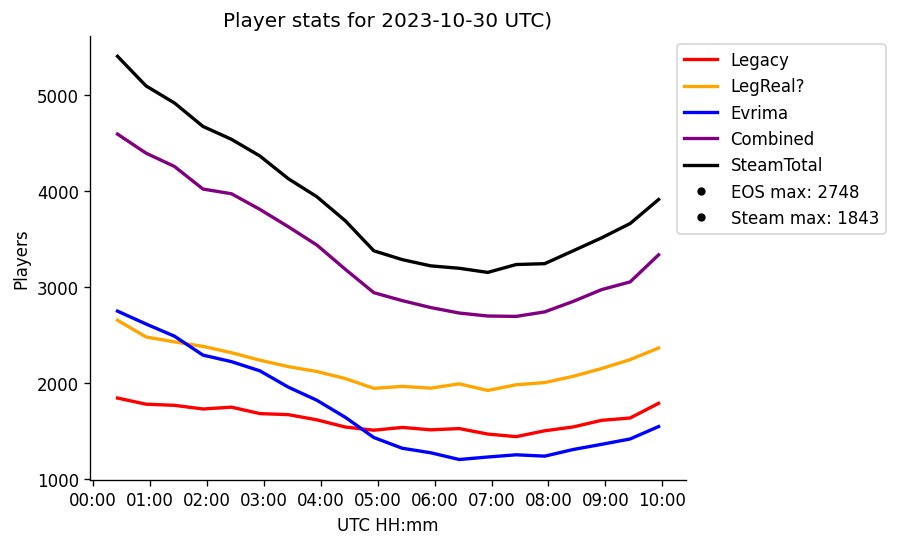 Player stats for 2023-10-30 UTC)
Legacy
LegReal?
Evrima
Combined
SteamTotal
EOS max: 2748
Steam max: 1843
Players
5000
4000
3000
2000
1000
00:00 01:00 02:00 03:00 04:00 05:00 06:00 07:00 08:00 09:00 10:00
UTC HH:mm